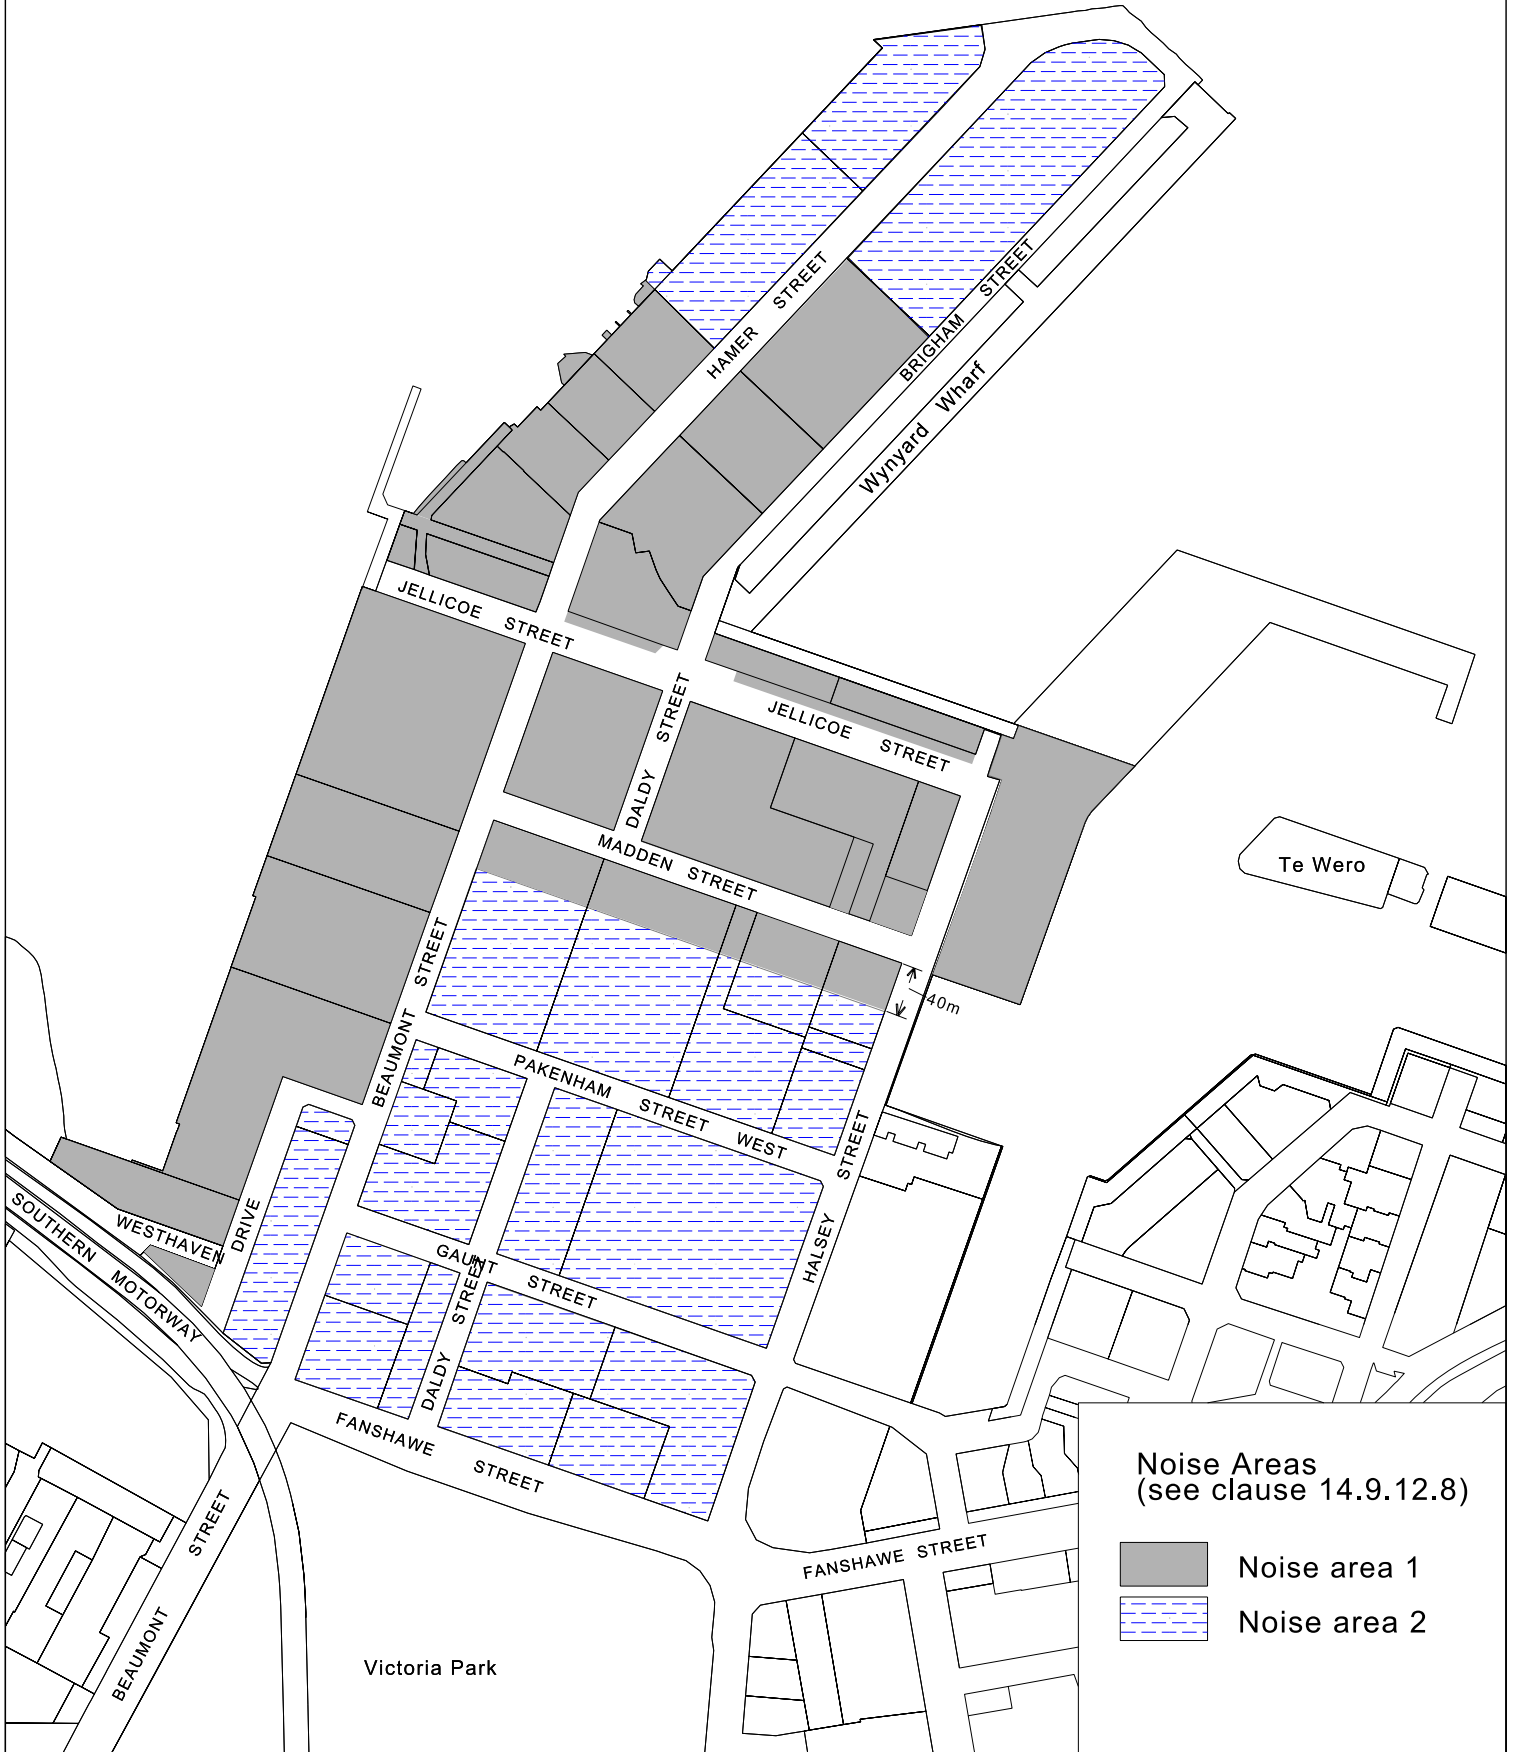 HAMER STREET
BRIGHAM STREET
Wynyard Wharf
JELLICOE STREET
JELLICOE STREET
DALDY STREET
MADDEN STREET
Te Wero
BEAUMONT STREET
40m
PAKENHAM STREET WEST
HALSEY STREET
WESTHAVEN DRIVE
SOUTHERN MOTORWAY
GAUNT STREET
DALDY STREET
FANSHAWE STREET
FANSHAWE STREET
BEAUMONT STREET
Victoria Park
Noise Areas
(see clause 14.9.12.8)
Noise area 1
Noise area 2